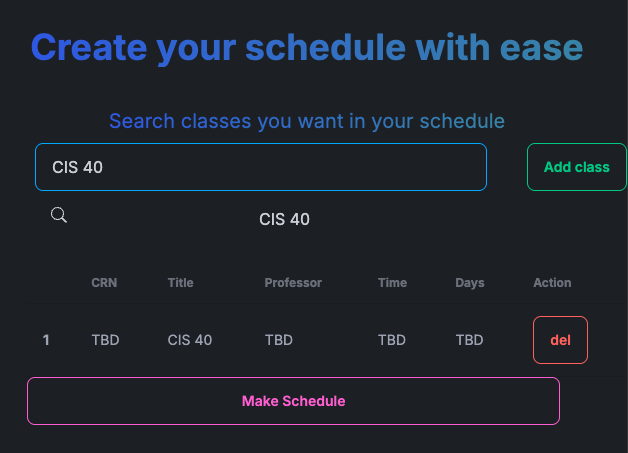 Create your schedule with ease
Search classes you want in your schedule
CIS 40 Add class
CIS 40
CRN Title Professor Time Days Action
1 TBD CIS 40 TBD TBD TBD del
Make Schedule